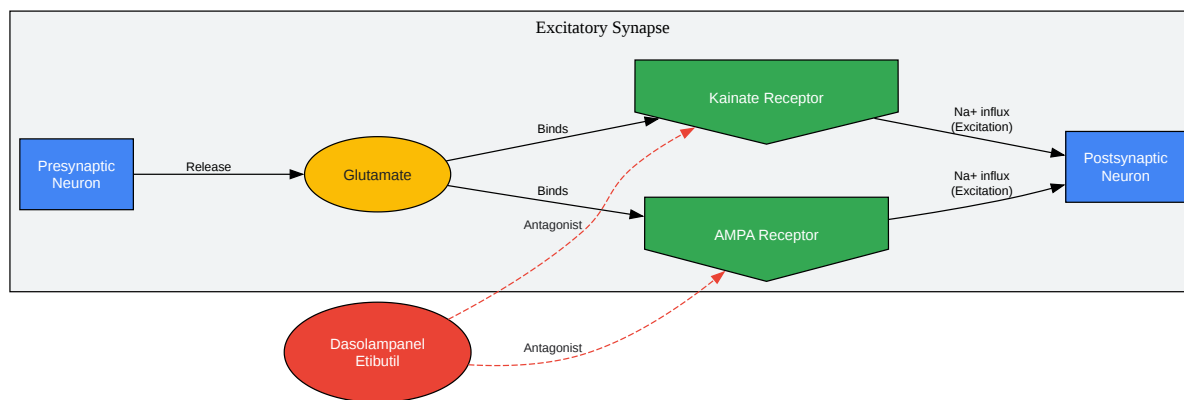 Excitatory Synapse
Kainate Receptor
Na+ influx
(Excitation)
Binds
Presynaptic
Neuron
Release
Glutamate
Postsynaptic
Neuron
Na+ influx
(Excitation)
Binds
Antagonist
AMPA Receptor
Dasolampanel
Etibutil
Antagonist